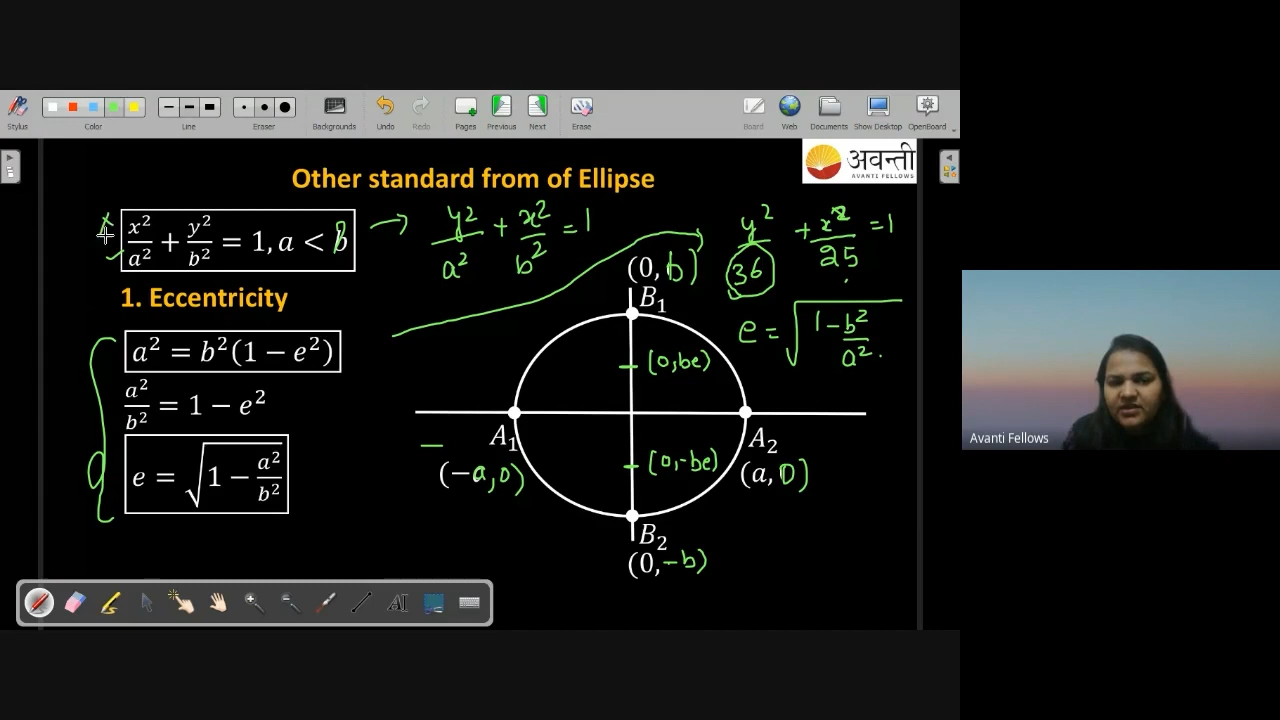 Stylus
Color
Line
Eraser
Backgrounds
Undo
Redo
Pages
Previous
Next
Erase
Board
Web
Documents
Show Desktop
OpenBoard
अवन्ती
AVANTI FELLOWS
Other standard from of Ellipse
x²/a² + y²/b² = 1, a < b
y²/a² + x²/b² = 1
y²/36 + x²/25 = 1
1. Eccentricity
a² = b²(1 − e²)
a²/b² = 1 − e²
e = √(1 − a²/b²)
e = √(1 − b²/a²)
(0, b)
B₁
(0, be)
A₁
(−a, 0)
A₂
(a, 0)
(0, -be)
B₂
(0, -b)
AI
Avanti Fellows